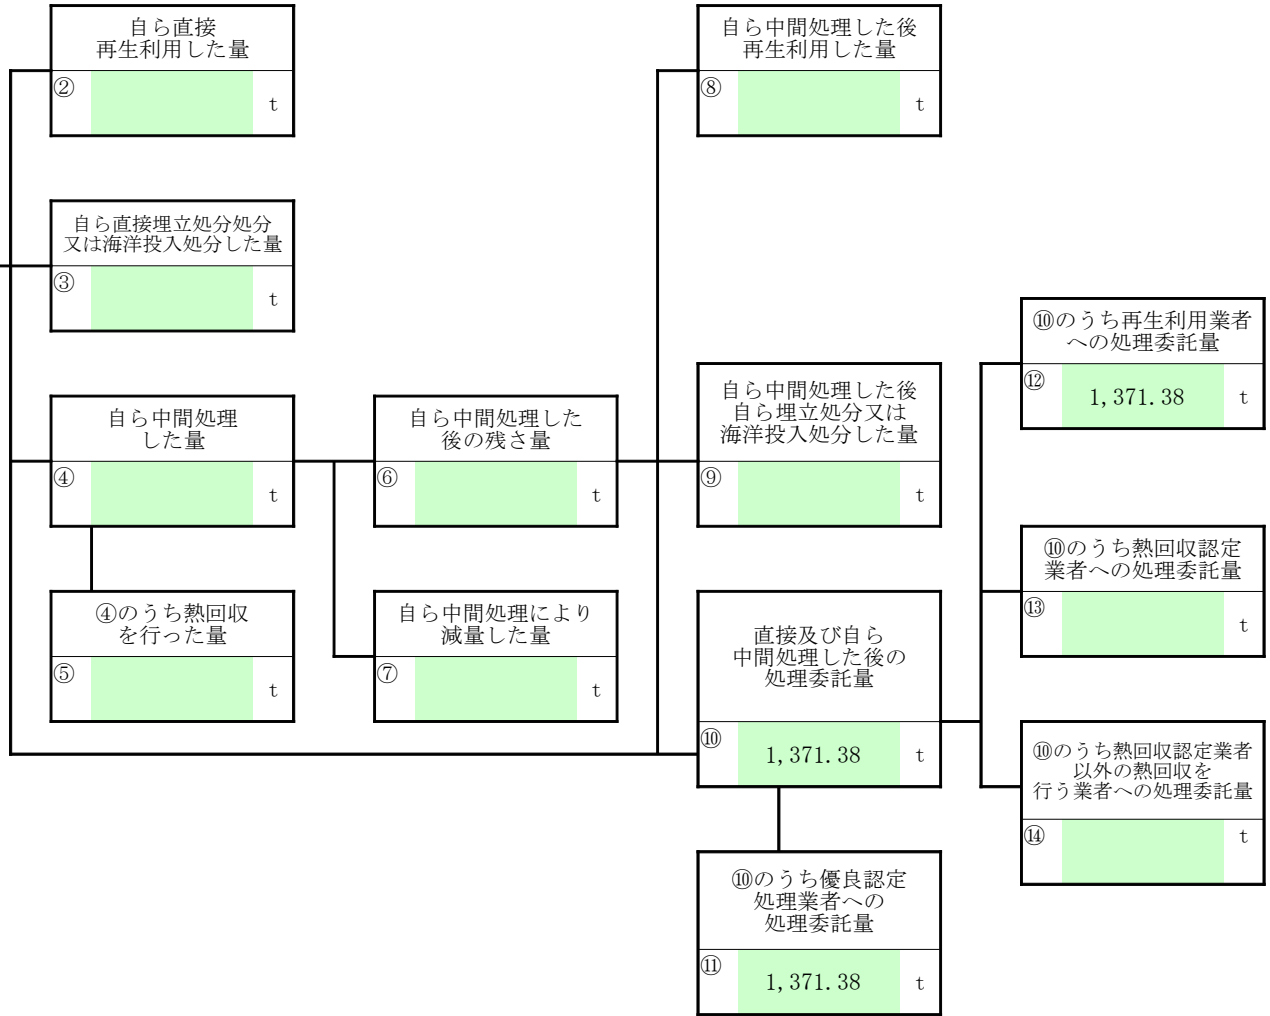 自ら直接
再生利用した量
②
t
自ら中間処理した後
再生利用した量
⑧
t
自ら直接埋立処分処分
又は海洋投入処分した量
③
t
⑩のうち再生利用業者
への処理委託量
⑫
1,371.38
t
自ら中間処理
した量
④
t
自ら中間処理した
後の残さ量
⑥
t
自ら中間処理した後
自ら埋立処分又は
海洋投入処分した量
⑨
t
⑩のうち熱回収認定
業者への処理委託量
⑬
t
④のうち熱回収
を行った量
⑤
t
自ら中間処理により
減量した量
⑦
t
直接及び自ら
中間処理した後の
処理委託量
⑩
1,371.38
t
⑩のうち熱回収認定業者
以外の熱回収を
行う業者への処理委託量
⑭
t
⑩のうち優良認定
処理業者への
処理委託量
⑪
1,371.38
t